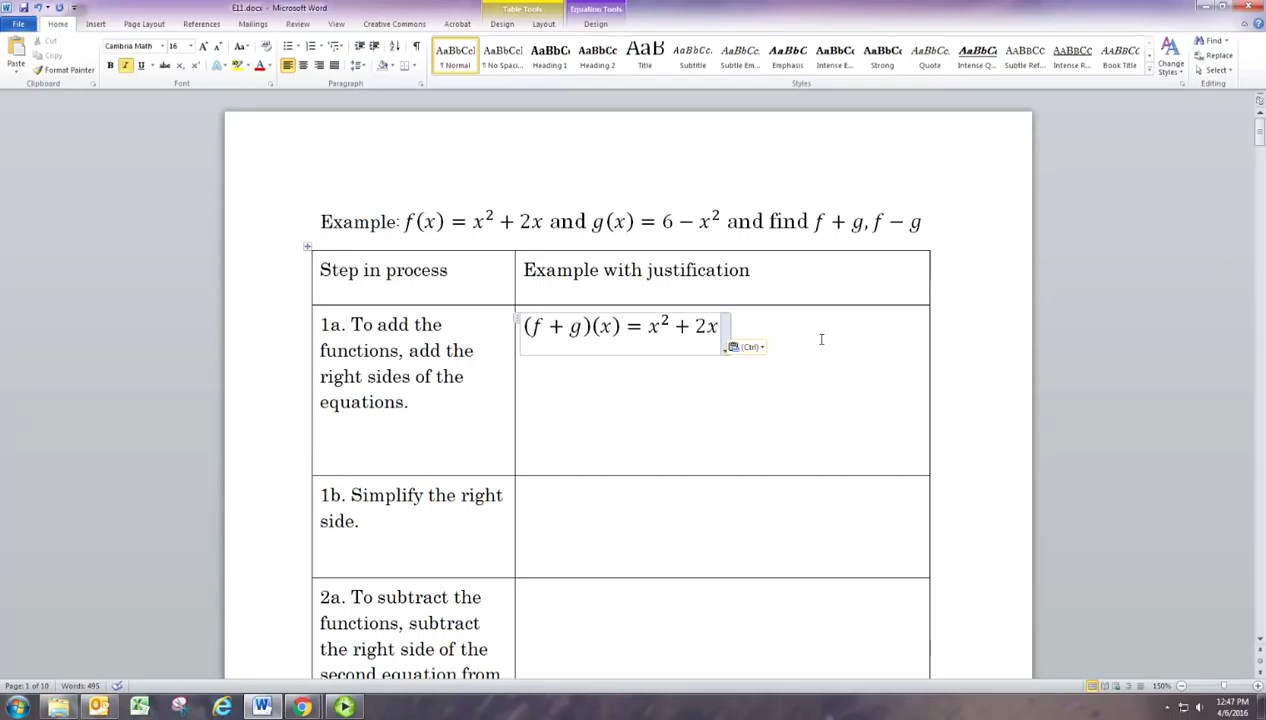 E11.docx - Microsoft Word
Table Tools
Equation Tools
File Home Insert Page Layout References Mailings Review View Creative Commons Acrobat Design Layout Design
Cut
Copy
Format Painter
Paste
Clipboard
Cambria Math 16
Font
Paragraph
AaBbCcI AaBbCcI AaBbCc AaBbCc AaB AaBbCc. AaBbCcI AaBbC AaBbCc AaBbCcI AaBbCcI AaBbCcI AaBbCcI AaBbCcI AaBbCcI
¶ Normal ¶ No Spaci... Heading 1 Heading 2 Title Subtitle Subtle Em... Emphasis Intense E... Strong Quote Intense Q... Subtle Ref... Intense R... Book Title
Styles
Change Styles
Find
Replace
Select
Editing
Example: f(x) = x² + 2x and g(x) = 6 − x² and find f + g, f − g
Step in process
Example with justification
1a. To add the
functions, add the
right sides of the
equations.
(f + g)(x) = x² + 2x
(Ctrl)
1b. Simplify the right
side.
2a. To subtract the
functions, subtract
the right side of the
second equation from
Page: 1 of 10 Words: 495
150%
12:47 PM
4/6/2016